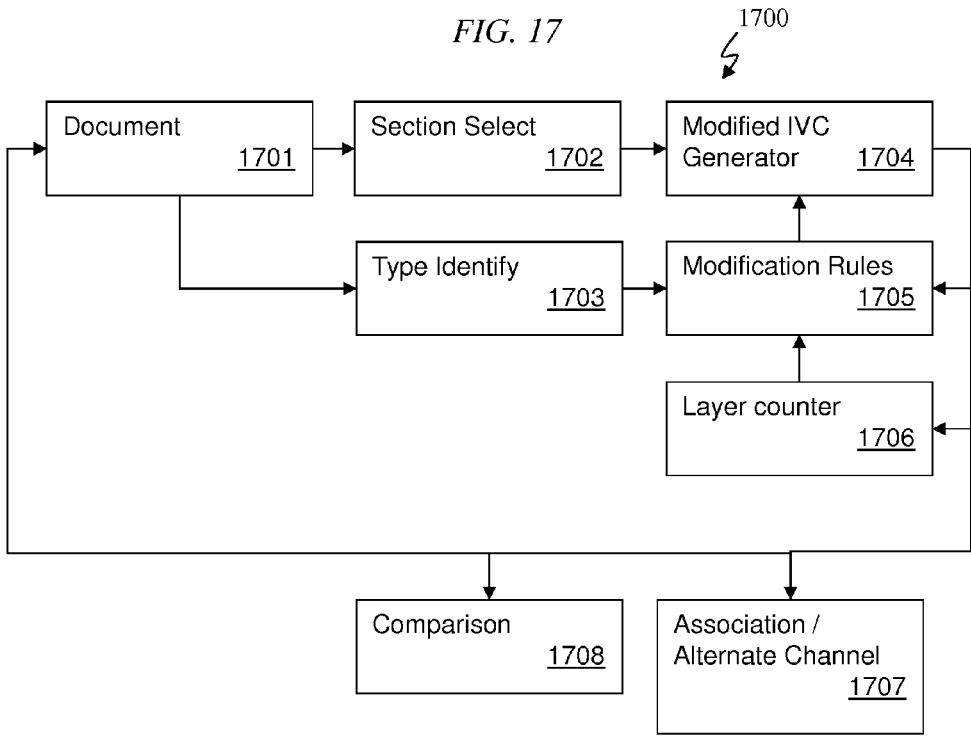 FIG. 17
1700
Document
1701
Section Select
1702
Modified IVC
Generator
1704
Type Identify
1703
Modification Rules
1705
Layer counter
1706
Comparison
1708
Association /
Alternate Channel
1707